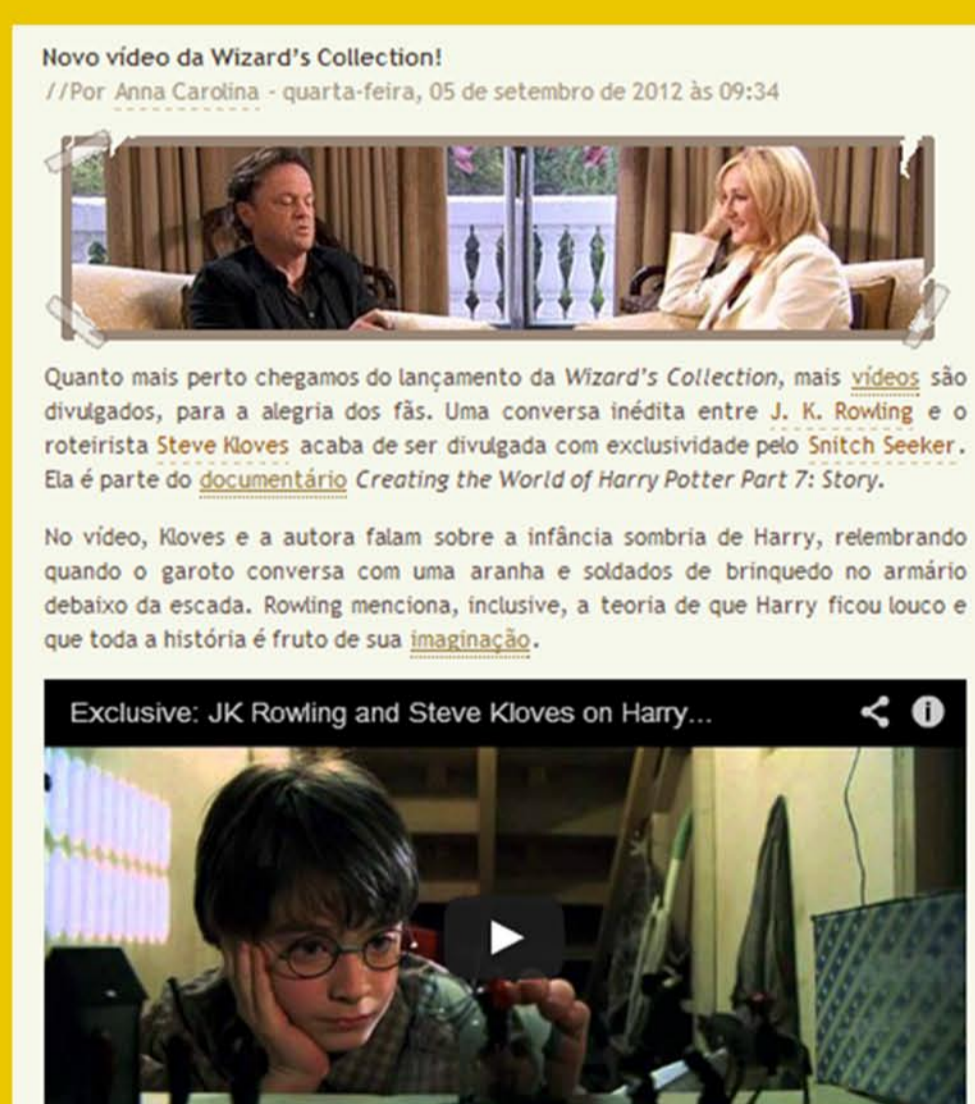 Novo vídeo da Wizard's Collection!
//Por Anna Carolina - quarta-feira, 05 de setembro de 2012 às 09:34
Quanto mais perto chegamos do lançamento da Wizard's Collection, mais vídeos são
divulgados, para a alegria dos fãs. Uma conversa inédita entre J. K. Rowling e o
roteirista Steve Kloves acaba de ser divulgada com exclusividade pelo Snitch Seeker.
Ela é parte do documentário Creating the World of Harry Potter Part 7: Story.
No vídeo, Kloves e a autora falam sobre a infância sombria de Harry, relembrando
quando o garoto conversa com uma aranha e soldados de brinquedo no armário
debaixo da escada. Rowling menciona, inclusive, a teoria de que Harry ficou louco e
que toda a história é fruto de sua imaginação.
Exclusive: JK Rowling and Steve Kloves on Harry...